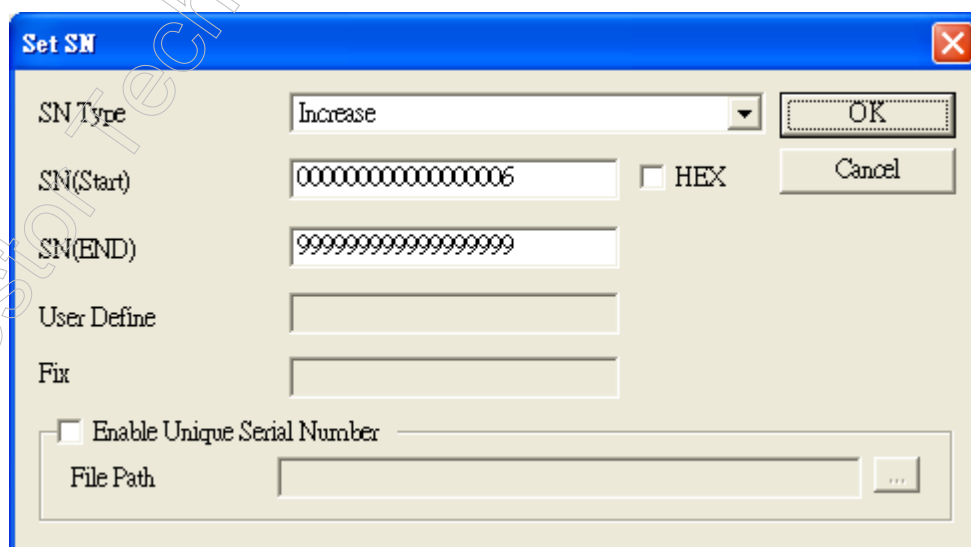 Set SN
SN Type
Increase
OK
SN(Start)
000000000000000006
HEX
Cancel
SN(END)
999999999999999999
User Define
Fix
Enable Unique Serial Number
File Path
...